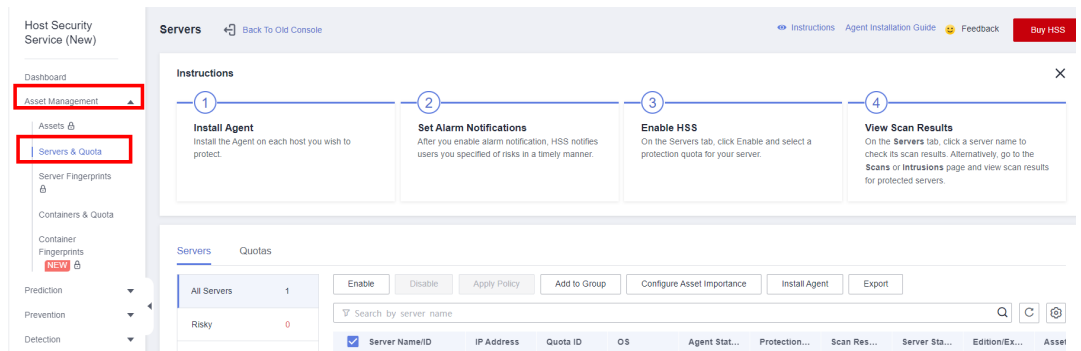 Host Security
Service (New)
Servers
Back To Old Console
Instructions
Agent Installation Guide
Feedback
Buy HSS
Dashboard
Asset Management
Assets
Servers & Quota
Server Fingerprints
Containers & Quota
Container
Fingerprints
NEW
Prediction
Prevention
Detection
Instructions
1
Install Agent
Install the Agent on each host you wish to
protect.
2
Set Alarm Notifications
After you enable alarm notification, HSS notifies
users you specified of risks in a timely manner.
3
Enable HSS
On the Servers tab, click Enable and select a
protection quota for your server.
4
View Scan Results
On the Servers tab, click a server name to
check its scan results. Alternatively, go to the
Scans or Intrusions page and view scan results
for protected servers.
Servers Quotas
All Servers 1
Risky 0
Enable Disable Apply Policy Add to Group Configure Asset Importance Install Agent Export
Search by server name
Server Name/ID IP Address Quota ID OS Agent Stat... Protection... Scan Res... Server Sta... Edition/Ex... Asset